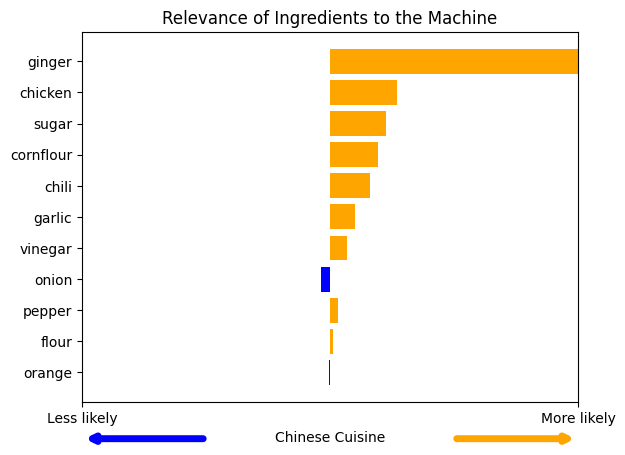 Relevance of Ingredients to the Machine
ginger
chicken
sugar
cornflour
chili
garlic
vinegar
onion
pepper
flour
orange
Less likely
More likely
Chinese Cuisine